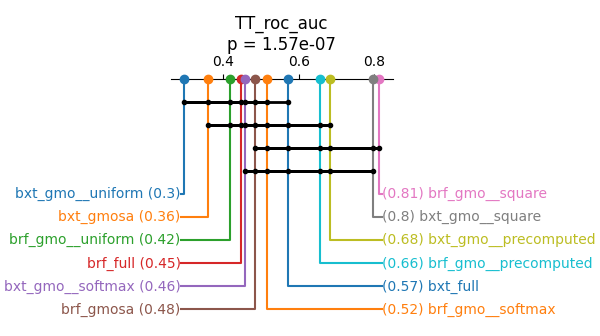 TT_roc_auc
p = 1.57e-07
0.4 0.6 0.8
bxt_gmo__uniform (0.3) (0.81) brf_gmo__square
bxt_gmosa (0.36) (0.8) bxt_gmo__square
brf_gmo__uniform (0.42) (0.68) bxt_gmo__precomputed
brf_full (0.45) (0.66) brf_gmo__precomputed
bxt_gmo__softmax (0.46) (0.57) bxt_full
brf_gmosa (0.48) (0.52) brf_gmo__softmax